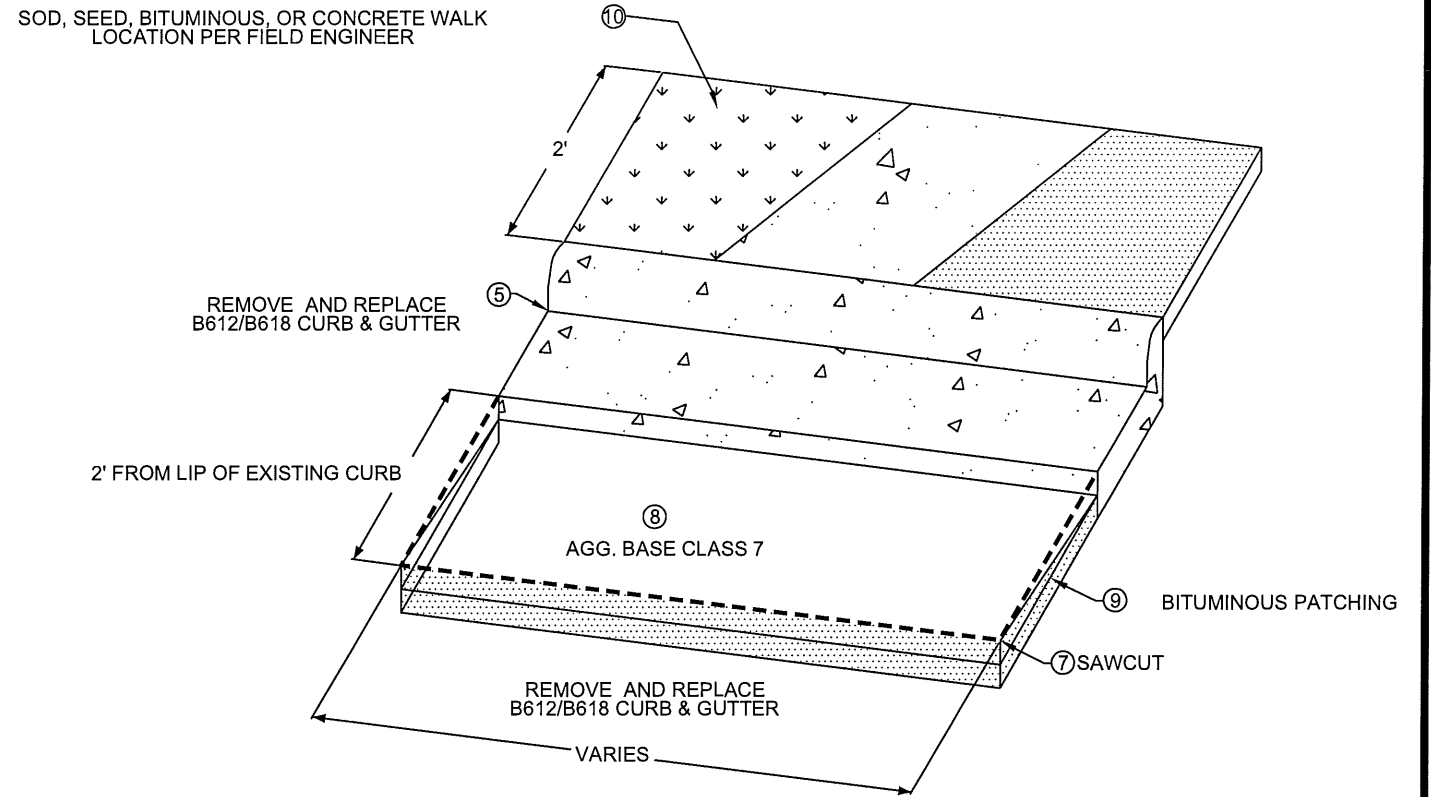 SOD, SEED, BITUMINOUS, OR CONCRETE WALK
LOCATION PER FIELD ENGINEER
10
2'
5
REMOVE AND REPLACE
B612/B618 CURB & GUTTER
2' FROM LIP OF EXISTING CURB
8
AGG. BASE CLASS 7
9 BITUMINOUS PATCHING
7 SAWCUT
REMOVE AND REPLACE
B612/B618 CURB & GUTTER
VARIES